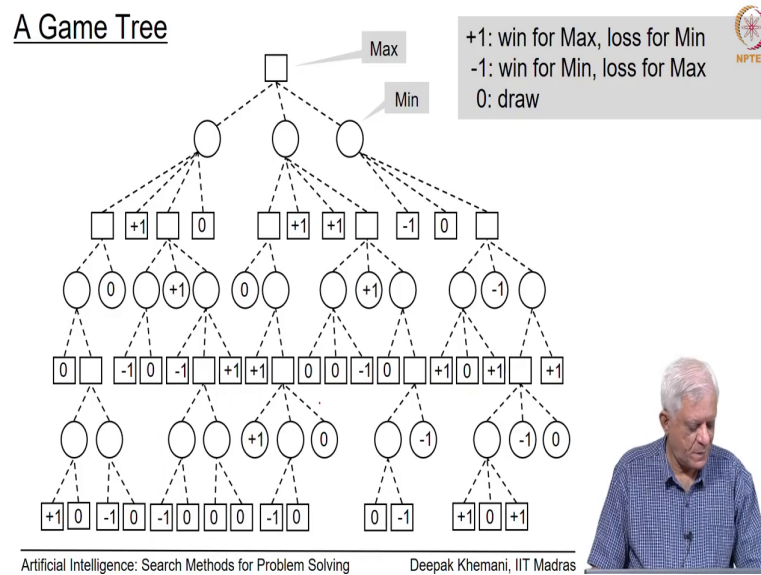 A Game Tree
Max
Min
+1: win for Max, loss for Min
-1: win for Min, loss for Max
0: draw
NPTE
+1 0 +1 +1 -1 0
0 +1 0 +1 -1
0 -1 0 -1 +1 +1 0 0 -1 0 +1 0 +1 +1
+1 0 -1 -1 0
+1 0 -1 0 -1 0 0 0 -1 0 0 -1 +1 0 +1
Artificial Intelligence: Search Methods for Problem Solving
Deepak Khemani, IIT Madras